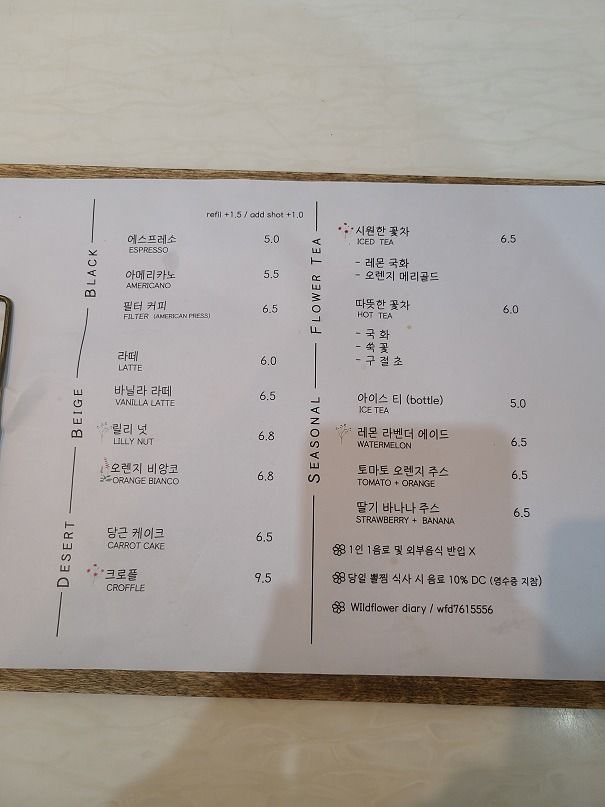 refil +1.5 / add shot +1.0
BLACK
에스프레소 5.0
ESPRESSO
아메리카노 5.5
AMERICANO
필터 커피 6.5
FILTER (AMERICAN PRESS)
BEIGE
라떼 6.0
LATTE
바닐라 라떼 6.5
VANILLA LATTE
릴리 넛 6.8
LILLY NUT
오렌지 비앙코 6.8
ORANGE BIANCO
DESERT
당근 케이크 6.5
CARROT CAKE
크로플 9.5
CROFFLE
FLOWER TEA
시원한 꽃차 6.5
ICED TEA
- 레몬 국화
- 오렌지 메리골드
따뜻한 꽃차 6.0
HOT TEA
- 국 화
- 쑥 꽃
- 구 절 초
SEASONAL
아이스 티 (bottle) 5.0
ICE TEA
레몬 라벤더 에이드 6.5
WATERMELON
토마토 오렌지 주스 6.5
TOMATO + ORANGE
딸기 바나나 주스 6.5
STRAWBERRY + BANANA
1인 1음료 및 외부음식 반입 X
당일 뽈찜 식사 시 음료 10% DC (영수증 지참)
Wildflower diary / wfd7615556